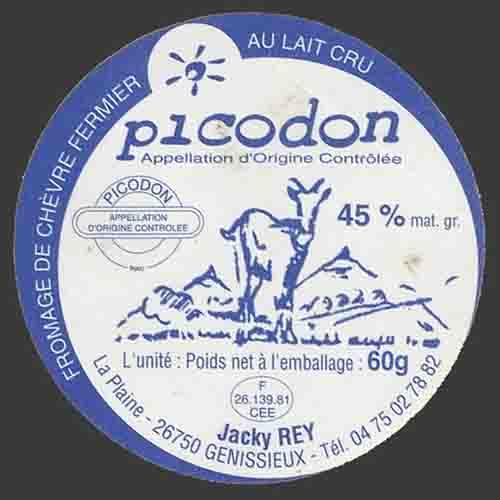 FROMAGE DE CHÈVRE FERMIER AU LAIT CRU
picodon
Appellation d'Origine Contrôlée
PICODON
APPELLATION
D'ORIGINE CONTROLEE
45 % mat. gr.
L'unité : Poids net à l'emballage : 60g
F
26.139.81
CEE
Jacky REY
La Plaine - 26750 GENISSIEUX - Tél. 04 75 02 78 82